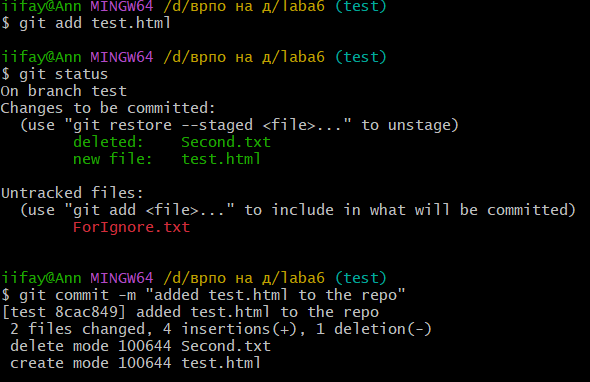 iifay@Ann MINGW64 /d/врпо на д/laba6 (test)
$ git add test.html
iifay@Ann MINGW64 /d/врпо на д/laba6 (test)
$ git status
On branch test
Changes to be committed:
  (use "git restore --staged <file>..." to unstage)
        deleted:    Second.txt
        new file:   test.html
Untracked files:
  (use "git add <file>..." to include in what will be committed)
        ForIgnore.txt
iifay@Ann MINGW64 /d/врпо на д/laba6 (test)
$ git commit -m "added test.html to the repo"
[test 8cac849] added test.html to the repo
 2 files changed, 4 insertions(+), 1 deletion(-)
 delete mode 100644 Second.txt
 create mode 100644 test.html